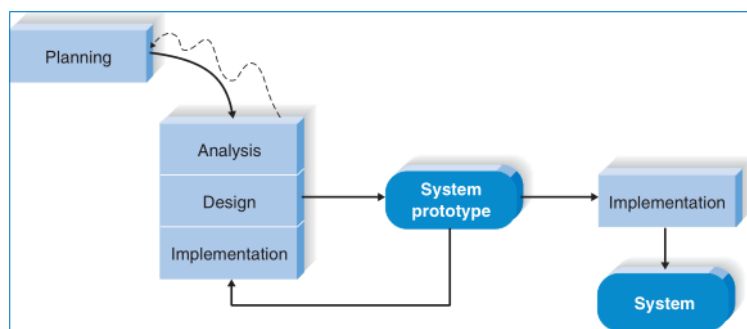 Planning
Analysis
Design
Implementation
System
prototype
Implementation
System